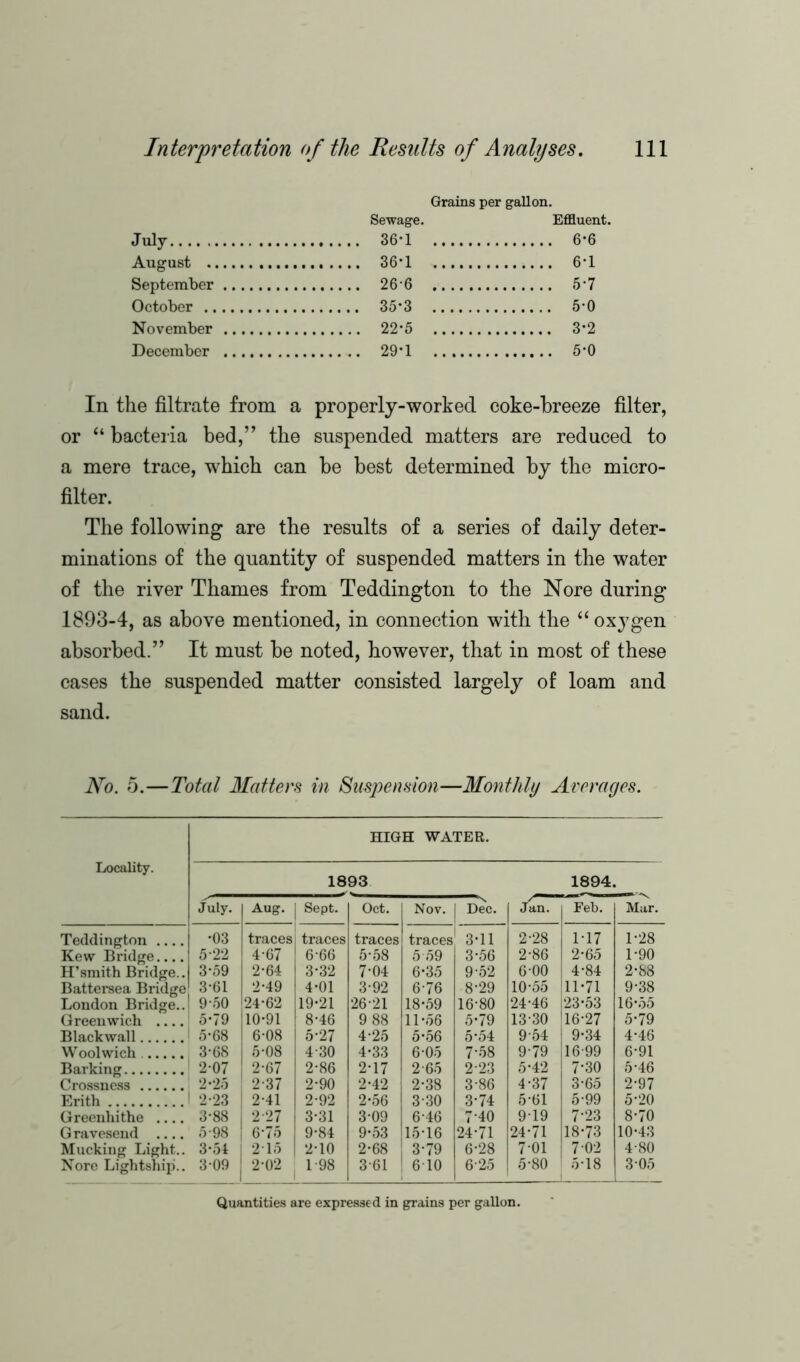 Interpretation of the Results of Analyses. 111
Grains per gallon.
Sewage. Effluent.
July.................... 36·1 ............... 6·6
August .................... 36·1 ............... 6·1
September .................... 26·6 ............... 5·7
October .................... 35·3 ............... 5·0
November .................... 22·5 ............... 3·2
December .................... 29·1 ............... 5·0
In the filtrate from a properly-worked coke-breeze filter,
or “bacteria bed,” the suspended matters are reduced to
a mere trace, which can be best determined by the micro-
filter.
The following are the results of a series of daily deter-
minations of the quantity of suspended matters in the water
of the river Thames from Teddington to the Nore during
1893-4, as above mentioned, in connection with the “oxygen
absorbed.” It must be noted, however, that in most of these
cases the suspended matter consisted largely of loam and
sand.
No. 5.—Total Matters in Suspension—Monthly Averages.
HIGH WATER.
Locality.
1893 1894.
July. Aug. Sept. Oct. Nov. Dec. Jan. Feb. Mar.
Teddington .... ·03 traces traces traces traces 3·11 2·28 1·17 1·28
Kew Bridge.... 5·22 4·67 6·66 5·58 5·59 3·56 2·86 2·65 1·90
H’smith Bridge.. 3·59 2·64 3·32 7·04 6·35 9·52 6·00 4·84 2·88
Battersea Bridge 3·61 2·49 4·01 3·92 6·76 8·29 10·55 11·71 9·38
London Bridge.. 9·50 24·62 19·21 26·21 18·59 16·80 24·46 23·53 16·55
Greenwich .... 5·79 10·91 8·46 9·88 11·56 5·79 13·30 16·27 5·79
Blackwall...... 5·68 6·08 5·27 4·25 5·56 5·54 9·54 9·34 4·46
Woolwich ...... 3·68 5·08 4·30 4·33 6·05 7·58 9·79 16·99 6·91
Barking........ 2·07 2·67 2·86 2·17 2·65 2·23 5·42 7·30 5·46
Crossness ...... 2·25 2·37 2·90 2·42 2·38 3·86 4·37 3·65 2·97
Erith .......... 2·23 2·41 2·92 2·56 3·30 3·74 5·61 5·99 5·20
Greenhithe .... 3·88 2·27 3·31 3·09 6·46 7·40 9·19 7·23 8·70
Gravesend .... 5·98 6·75 9·84 9·53 15·16 24·71 24·71 18·73 10·43
Mucking Light.. 3·54 2·15 2·10 2·68 3·79 6·28 7·01 7·02 4·80
Nore Lightship.. 3·09 2·02 1·98 3·61 6·10 6·25 5·80 5·18 3·05
Quantities are expressed in grains per gallon.